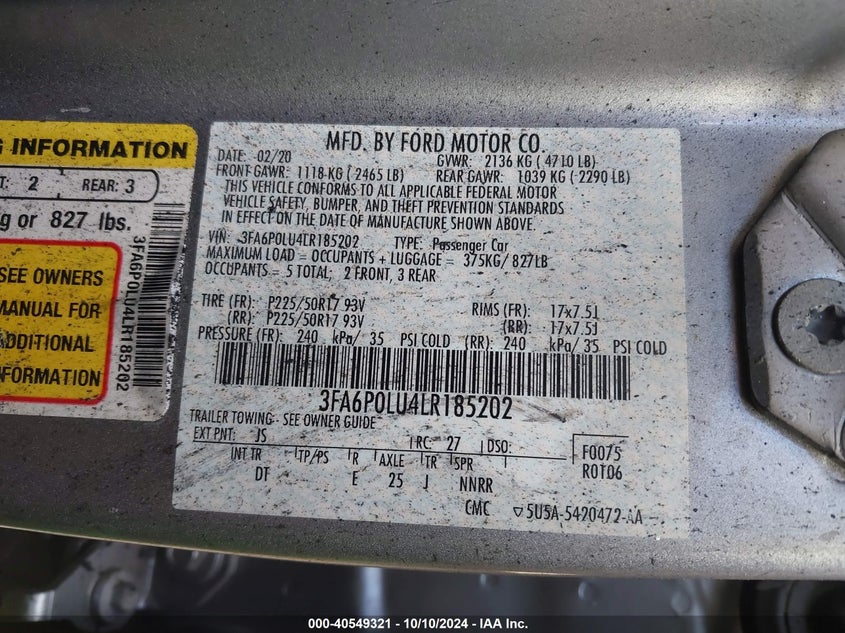 G INFORMATION
T: 2 REAR: 3
g or 827 lbs.
SEE OWNERS
MANUAL FOR
ADDITIONAL
INFORMATION
3FA6P0LU4LR185202
MFD. BY FORD MOTOR CO.
DATE: 02/20 GVWR: 2136 KG ( 4710 LB)
FRONT GAWR: 1118 KG ( 2465 LB) REAR GAWR: 1039 KG ( 2290 LB)
THIS VEHICLE CONFORMS TO ALL APPLICABLE FEDERAL MOTOR
VEHICLE SAFETY, BUMPER, AND THEFT PREVENTION STANDARDS
IN EFFECT ON THE DATE OF MANUFACTURE SHOWN ABOVE.
VIN: 3FA6P0LU4LR185202 TYPE: Passenger Car
MAXIMUM LOAD = OCCUPANTS + LUGGAGE = 375KG/ 827LB
OCCUPANTS = 5 TOTAL; 2 FRONT, 3 REAR
TIRE (FR): P225/50R17 93V RIMS (FR): 17x7.5J
(RR): P225/50R17 93V (RR): 17x7.5J
PRESSURE (FR): 240 kPa/ 35 PSI COLD (RR): 240 kPa/ 35 PSI COLD
3FA6P0LU4LR185202
TRAILER TOWING - SEE OWNER GUIDE
EXT PNT: JS RC: 27 DSO: F0075
INT TR TP/PS R AXLE TR SPR R0T06
DT E 25 J NNRR
CMC ▽5U5A-5420472-AA
000-40549321 - 10/10/2024 - IAA Inc.